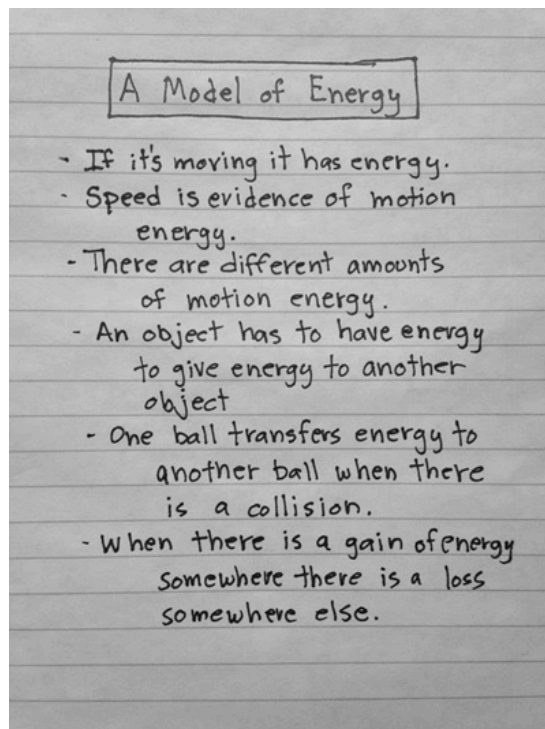 A Model of Energy
- If it's moving it has energy.
- Speed is evidence of motion
energy.
- There are different amounts
of motion energy.
- An object has to have energy
to give energy to another
object
- One ball transfers energy to
another ball when there
is a collision.
- When there is a gain of energy
somewhere there is a loss
somewhere else.